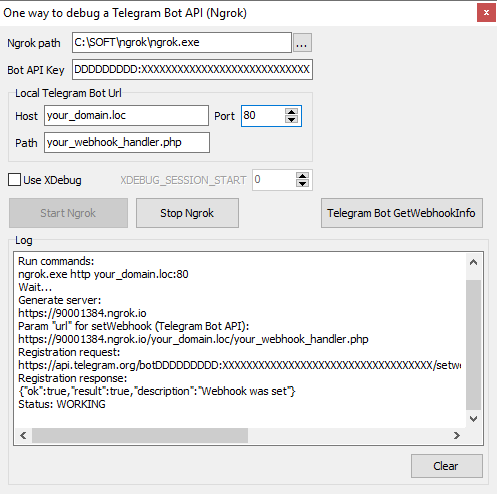 One way to debug a Telegram Bot API (Ngrok)
Ngrok path C:\SOFT\ngrok\ngrok.exe ...
Bot API Key DDDDDDDDD:XXXXXXXXXXXXXXXXXXXXXXXXXXXX
Local Telegram Bot Url
Host your_domain.loc Port 80
Path your_webhook_handler.php
Use XDebug XDEBUG_SESSION_START 0
Start Ngrok Stop Ngrok Telegram Bot GetWebhookInfo
Log
Run commands:
ngrok.exe http your_domain.loc:80
Wait...
Generate server:
https://90001384.ngrok.io
Param "url" for setWebhook (Telegram Bot API):
https://90001384.ngrok.io/your_domain.loc/your_webhook_handler.php
Registration request:
https://api.telegram.org/botDDDDDDDDD:XXXXXXXXXXXXXXXXXXXXXXXXXXXXXXXXXXX/setwe
Registration response:
{"ok":true,"result":true,"description":"Webhook was set"}
Status: WORKING
Clear